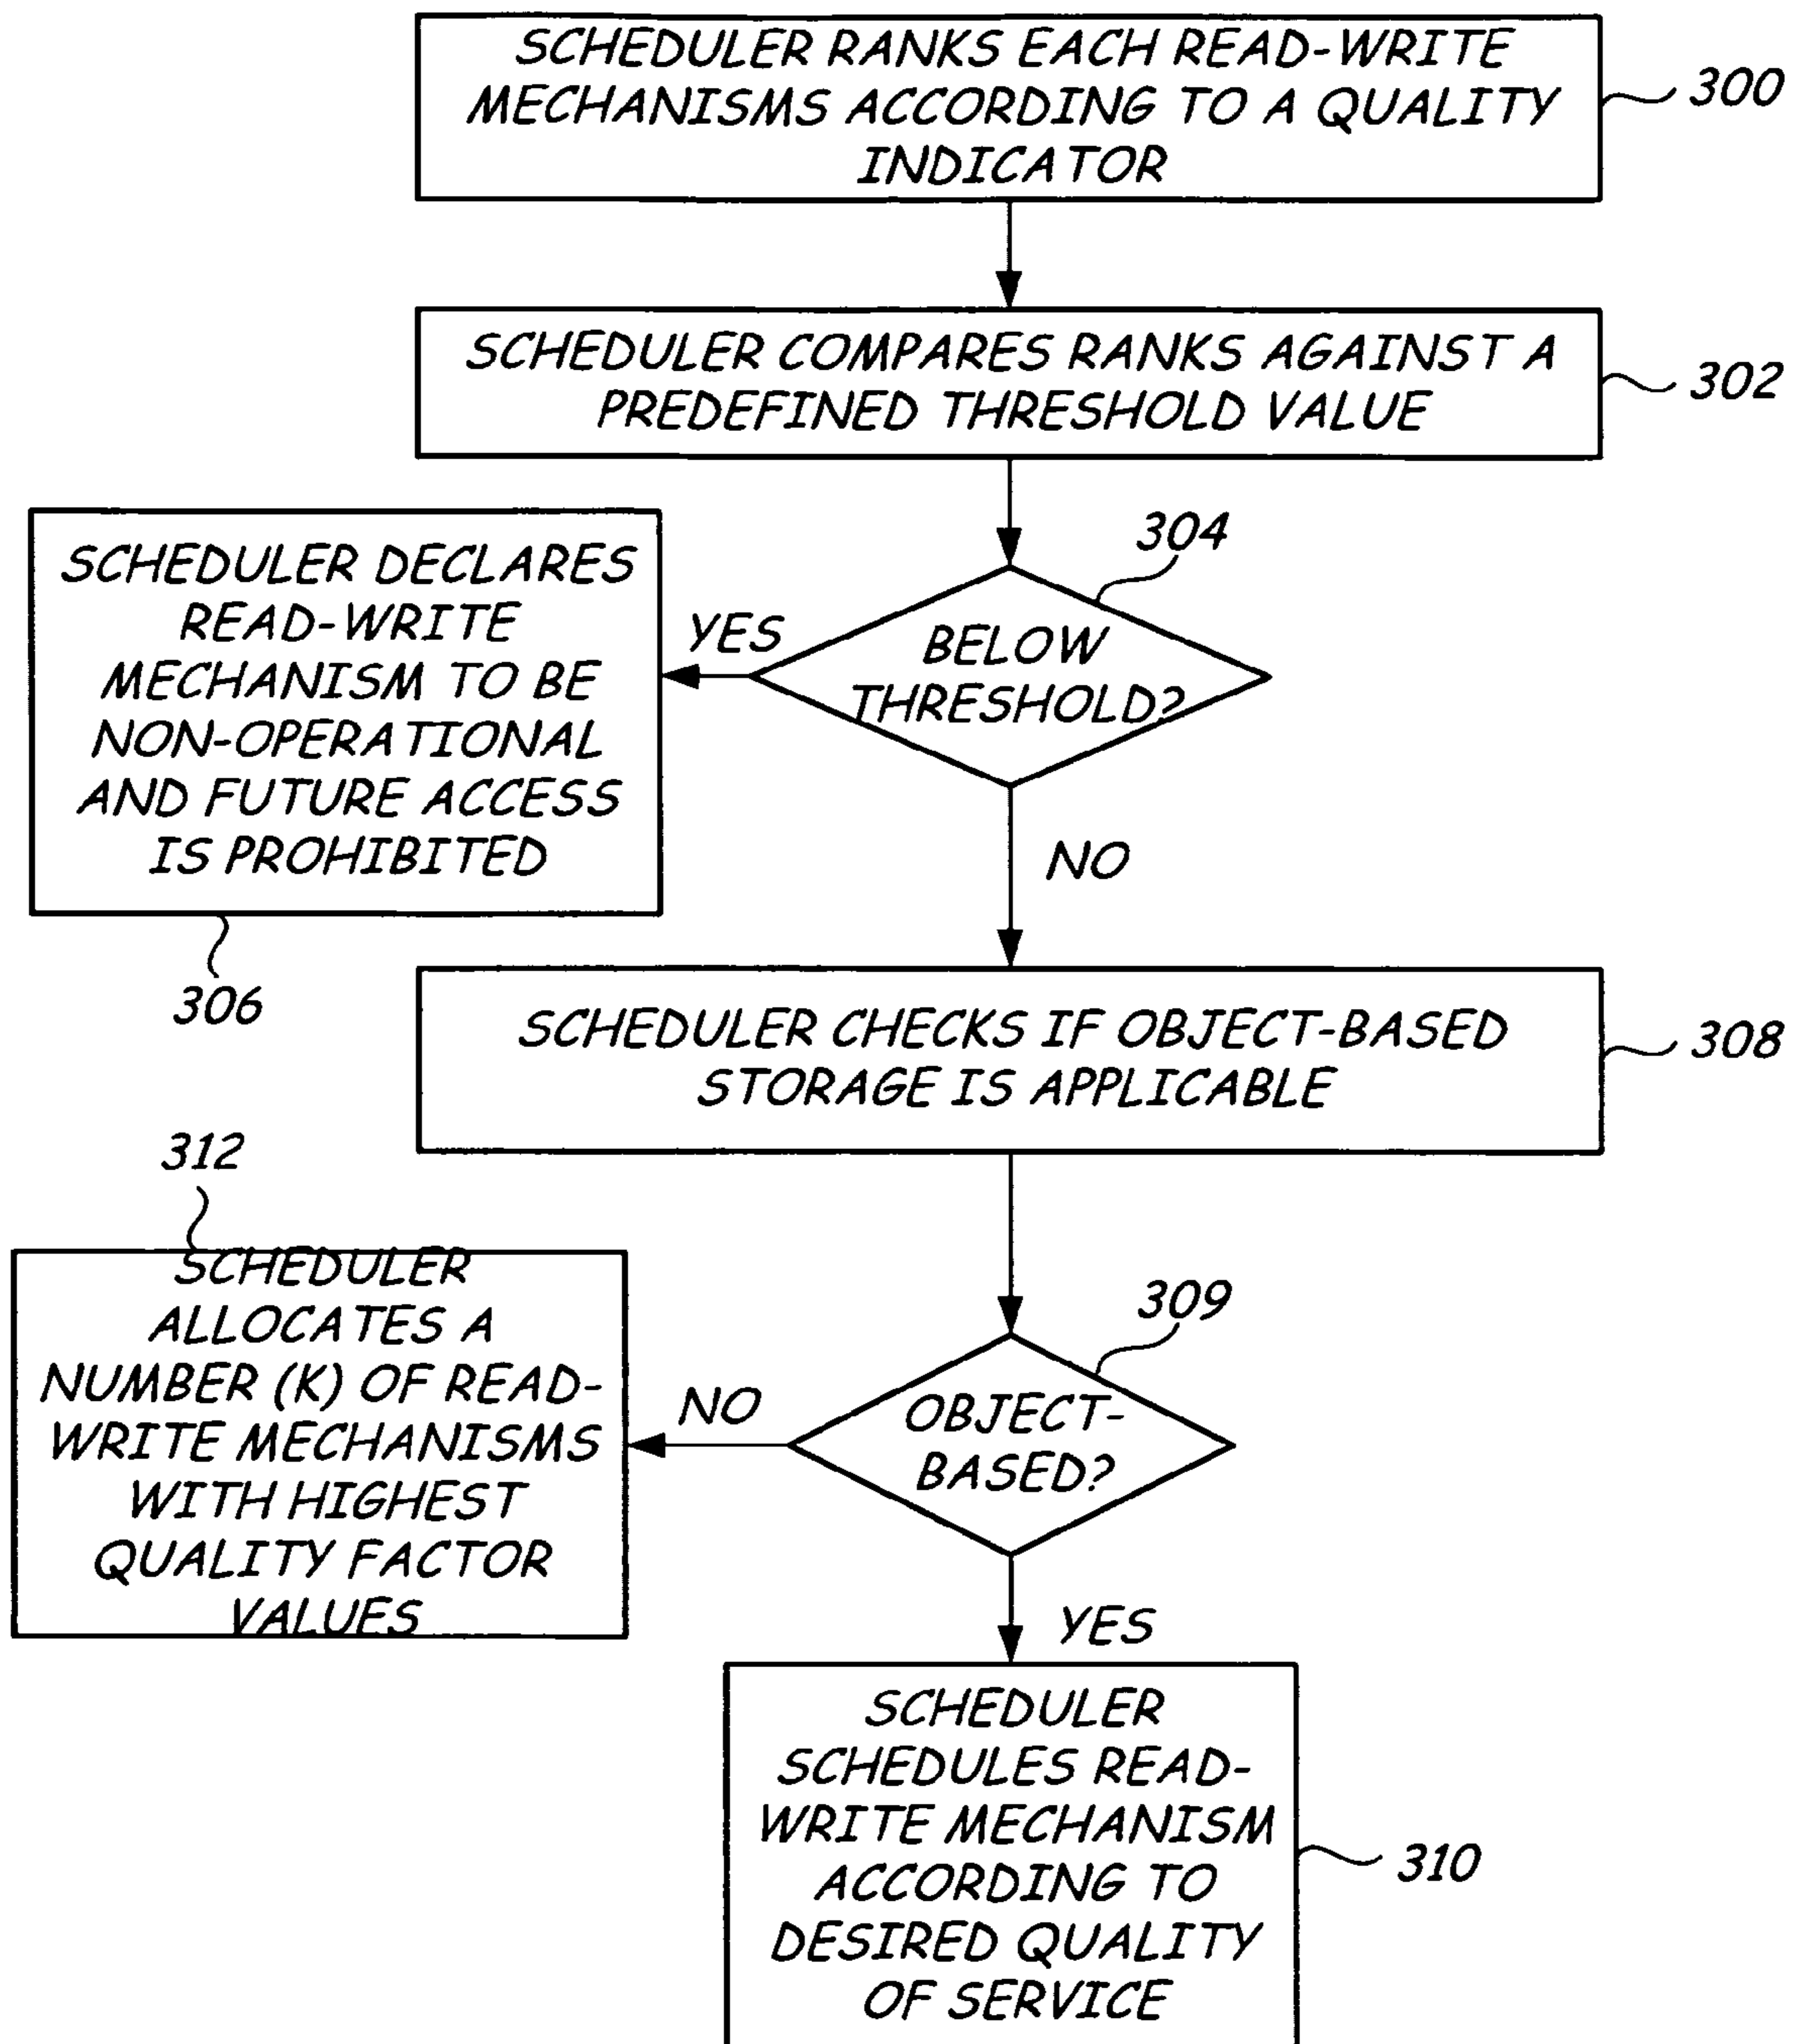 SCHEDULER RANKS EACH READ-WRITE
MECHANISMS ACCORDING TO A QUALITY
INDICATOR
300
SCHEDULER COMPARES RANKS AGAINST A
PREDEFINED THRESHOLD VALUE
302
304
BELOW
THRESHOLD?
YES
SCHEDULER DECLARES
READ-WRITE
MECHANISM TO BE
NON-OPERATIONAL
AND FUTURE ACCESS
IS PROHIBITED
306
NO
SCHEDULER CHECKS IF OBJECT-BASED
STORAGE IS APPLICABLE
308
309
OBJECT-
BASED?
NO
312
SCHEDULER
ALLOCATES A
NUMBER (K) OF READ-
WRITE MECHANISMS
WITH HIGHEST
QUALITY FACTOR
VALUES
YES
SCHEDULER
SCHEDULES READ-
WRITE MECHANISM
ACCORDING TO
DESIRED QUALITY
OF SERVICE
310